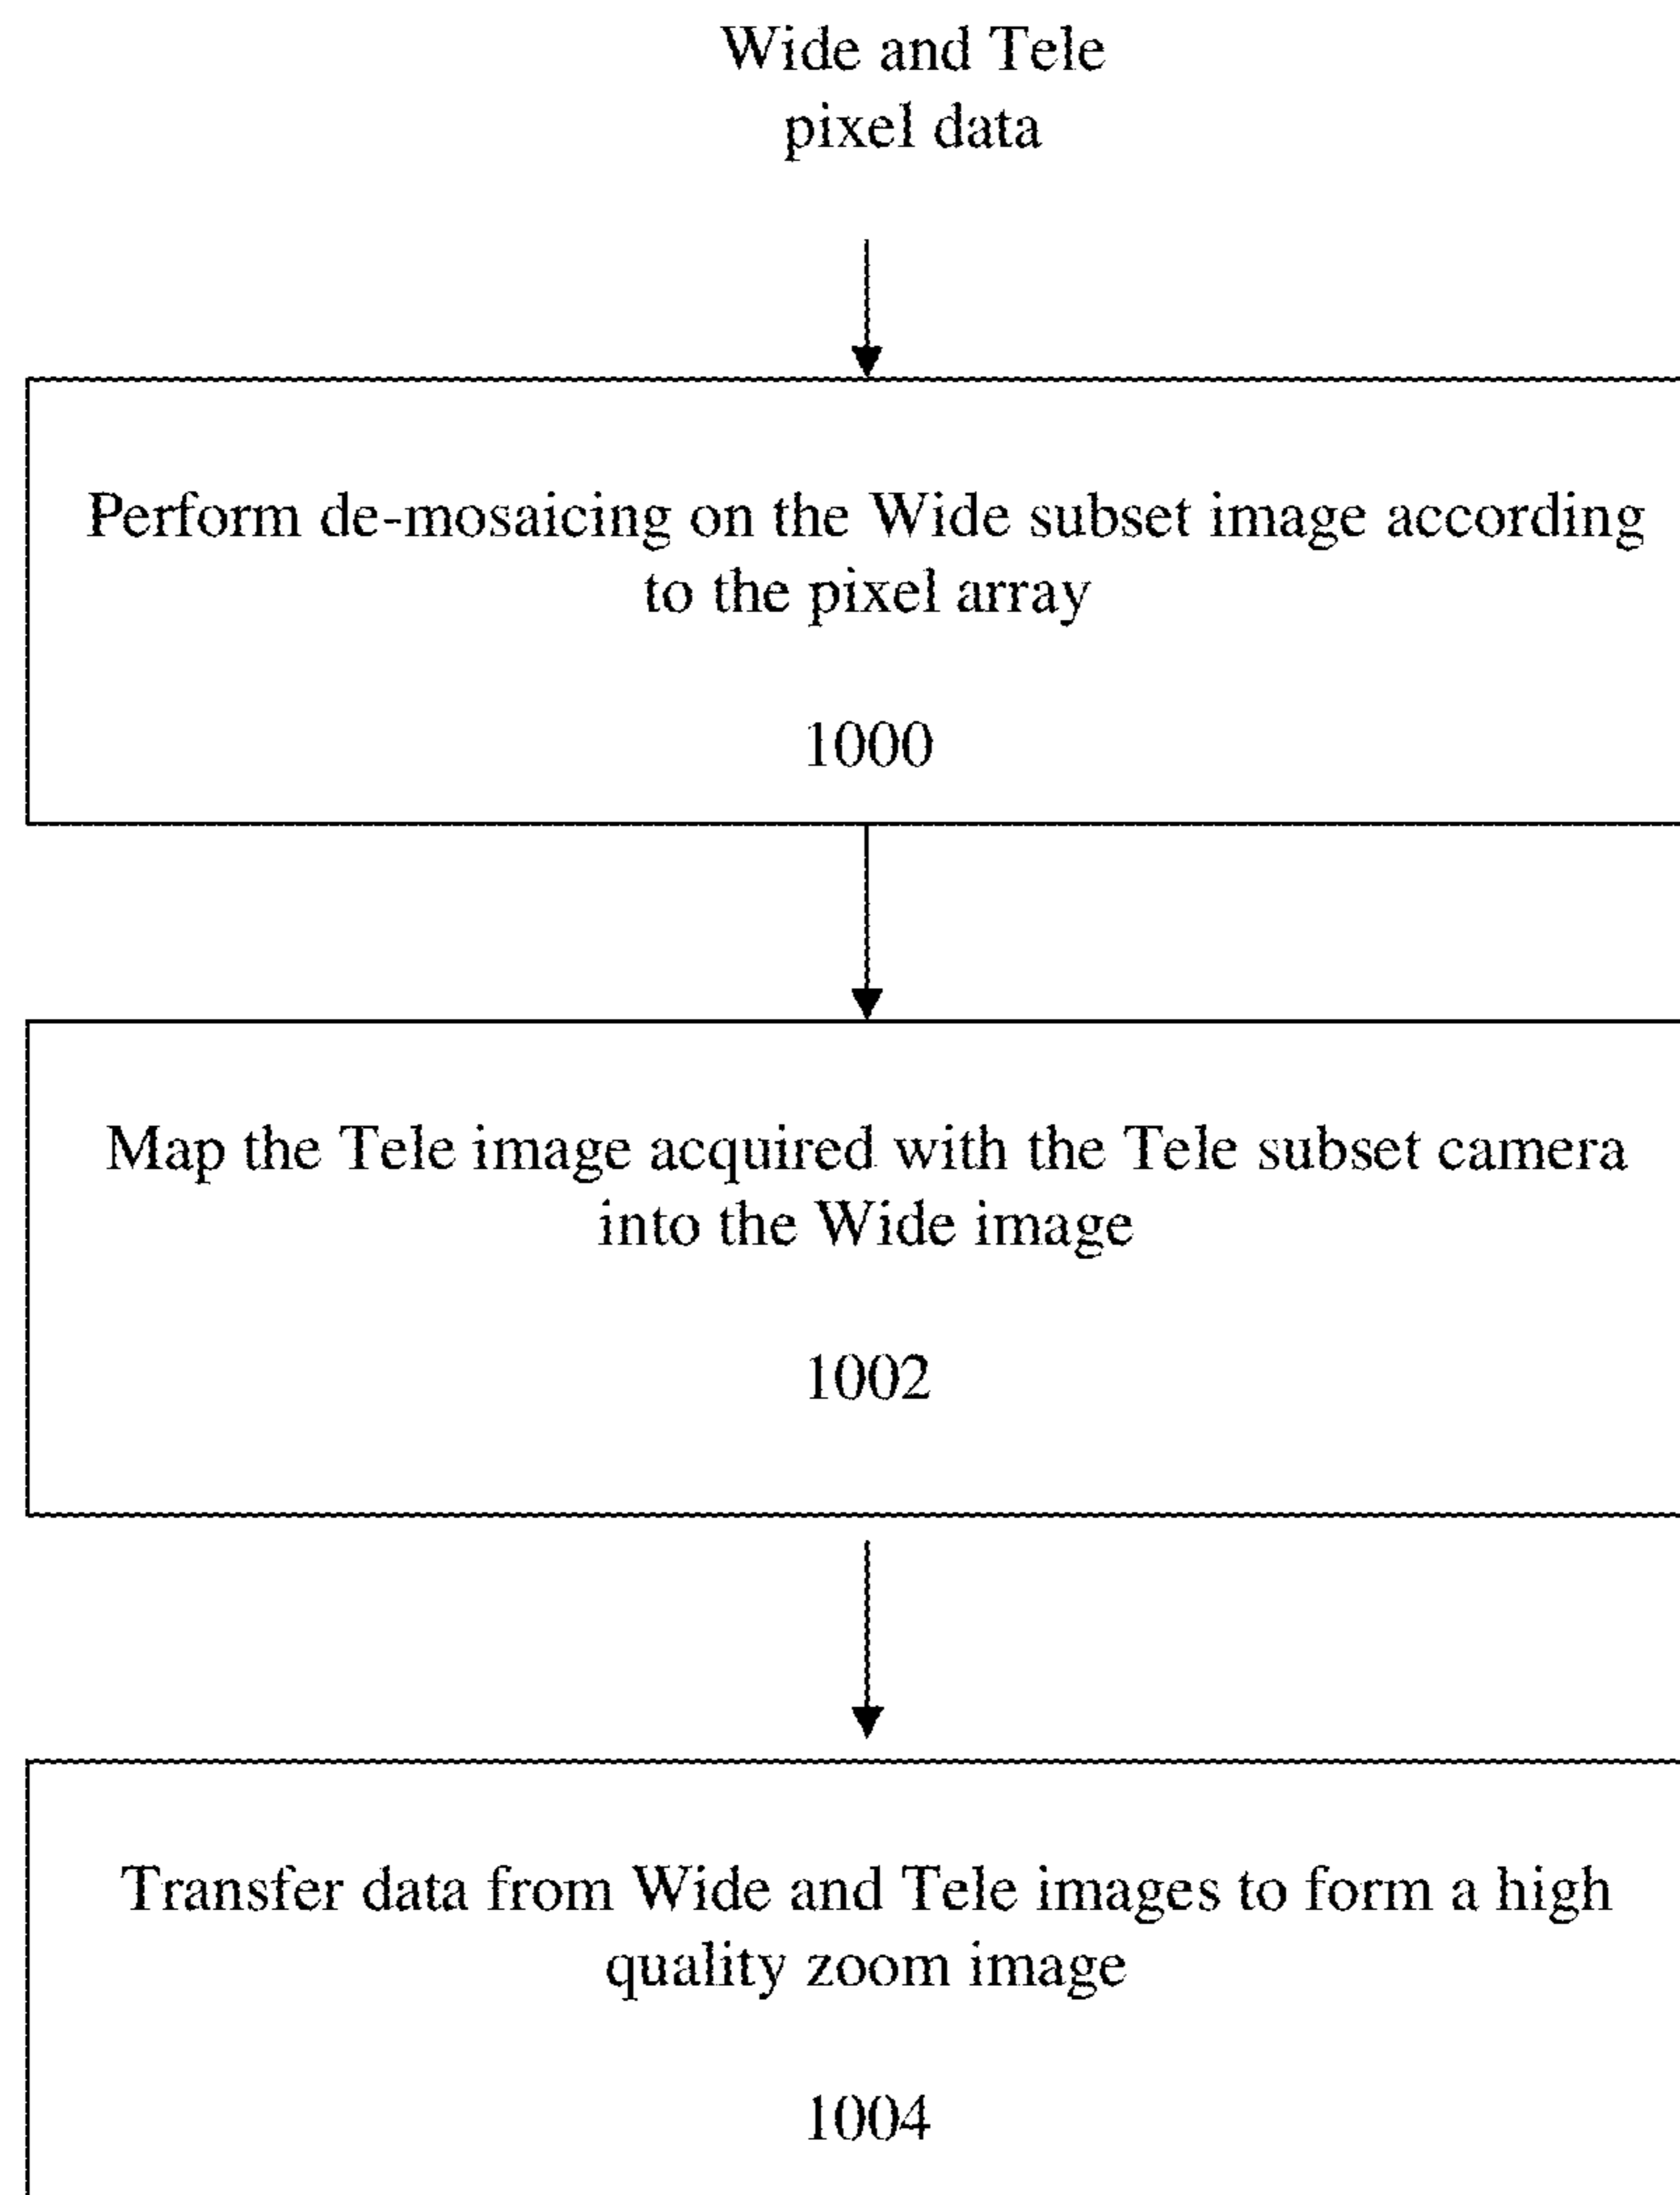 Wide and Tele
pixel data
Perform de-mosaicing on the Wide subset image according
to the pixel array
1000
Map the Tele image acquired with the Tele subset camera
into the Wide image
1002
Transfer data from Wide and Tele images to form a high
quality zoom image
1004